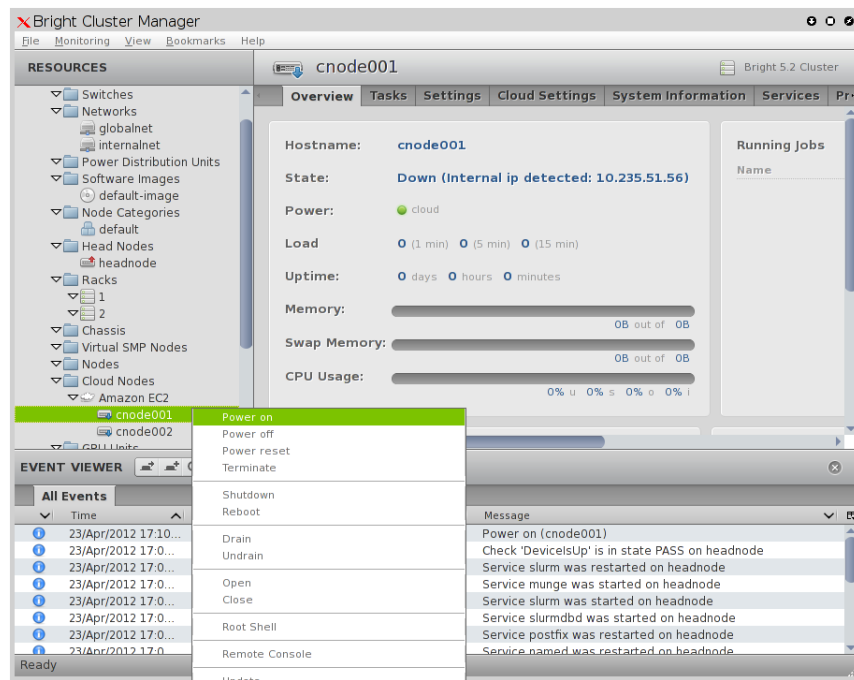 Bright Cluster Manager
File Monitoring View Bookmarks Help
RESOURCES
cnode001
Bright 5.2 Cluster
Overview Tasks Settings Cloud Settings System Information Services
Switches
Networks
globalnet
internalnet
Power Distribution Units
Software Images
default-image
Node Categories
default
Head Nodes
headnode
Racks
1
2
Chassis
Virtual SMP Nodes
Nodes
Cloud Nodes
Amazon EC2
cnode001
cnode002
GPU Units
Hostname: cnode001
State: Down (Internal ip detected: 10.235.51.56)
Power: cloud
Load 0 (1 min) 0 (5 min) 0 (15 min)
Uptime: 0 days 0 hours 0 minutes
Memory:
0B out of 0B
Swap Memory:
0B out of 0B
CPU Usage:
0% u 0% s 0% o 0% i
Running Jobs
Name
Power on
Power off
Power reset
Terminate
Shutdown
Reboot
Drain
Undrain
Open
Close
Root Shell
Remote Console
Update
EVENT VIEWER
All Events
Time Message
23/Apr/2012 17:10... Power on (cnode001)
23/Apr/2012 17:0... Check 'DeviceIsUp' is in state PASS on headnode
23/Apr/2012 17:0... Service slurm was restarted on headnode
23/Apr/2012 17:0... Service munge was started on headnode
23/Apr/2012 17:0... Service slurm was started on headnode
23/Apr/2012 17:0... Service slurmdbd was started on headnode
23/Apr/2012 17:0... Service postfix was restarted on headnode
23/Apr/2012 17:0... Service named was restarted on headnode
Ready